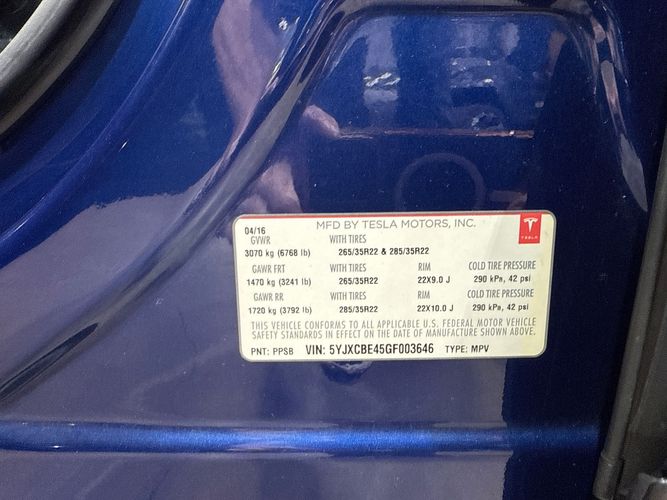 04/16 MFD BY TESLA MOTORS, INC.
TESLA
GVWR WITH TIRES
3070 kg (6768 lb) 265/35R22 & 285/35R22
GAWR FRT WITH TIRES RIM COLD TIRE PRESSURE
1470 kg (3241 lb) 265/35R22 22X9.0 J 290 kPa, 42 psi
GAWR RR WITH TIRES RIM COLD TIRE PRESSURE
1720 kg (3792 lb) 285/35R22 22X10.0 J 290 kPa, 42 psi
THIS VEHICLE CONFORMS TO ALL APPLICABLE U.S. FEDERAL MOTOR VEHICLE
SAFETY STANDARDS IN EFFECT ON THE DATE OF MANUFACTURE SHOWN ABOVE.
PNT: PPSB VIN: 5YJXCBE45GF003646 TYPE: MPV